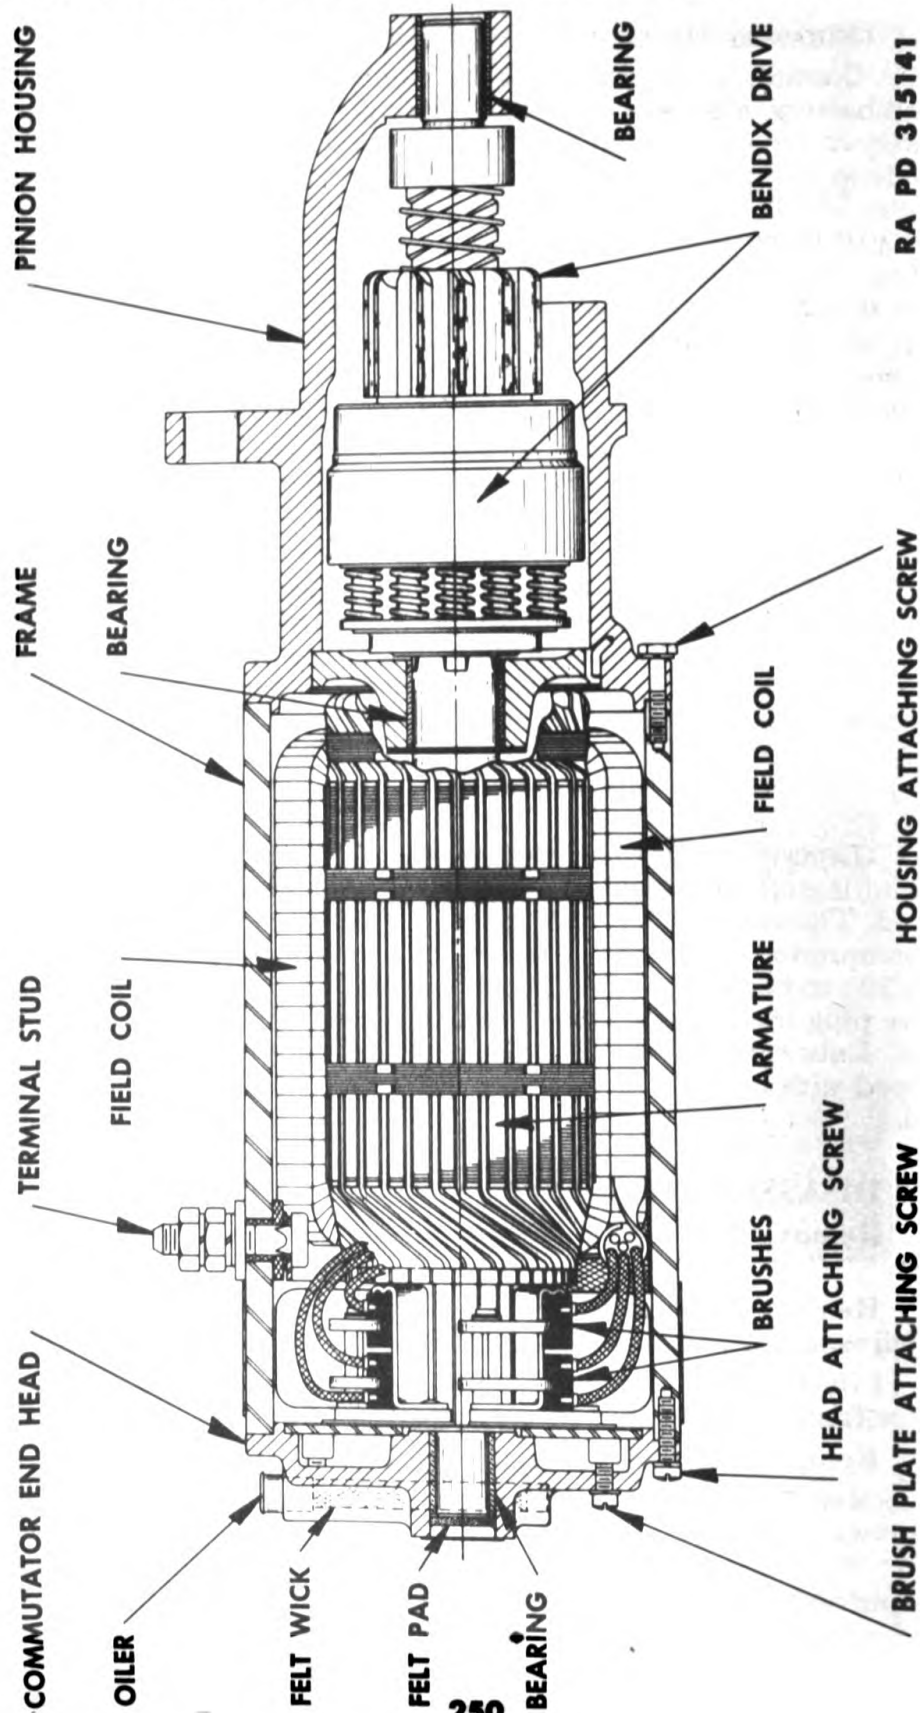 COMMUTATOR END HEAD
TERMINAL STUD
FRAME
PINION HOUSING
OILER
FIELD COIL
BEARING
FELT WICK
FELT PAD
BEARING
BEARING
BRUSHES
ARMATURE
FIELD COIL
BENDIX DRIVE
HEAD ATTACHING SCREW
BRUSH PLATE ATTACHING SCREW
HOUSING ATTACHING SCREW
RA PD 315141
250